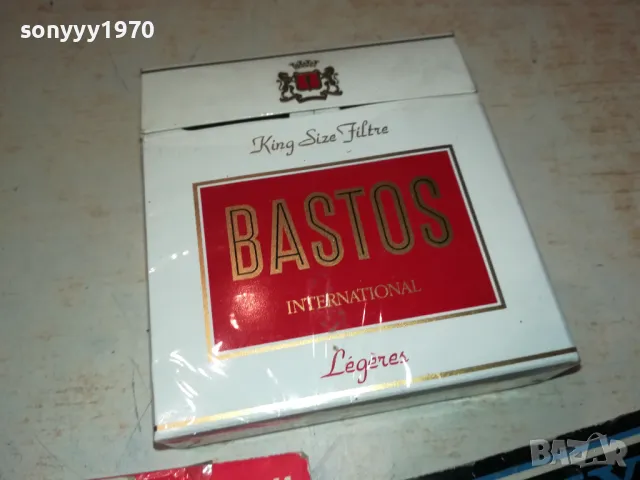 sonyyy1970
King Size Filtre
BASTOS
INTERNATIONAL
Légères
BAZAR